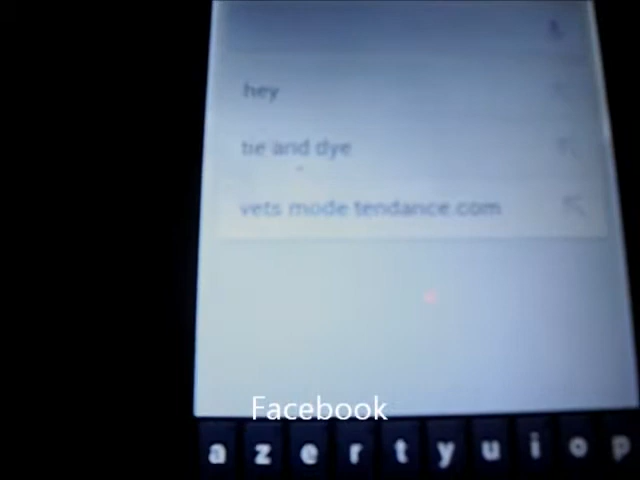 hey
tie and dye
vets mode tendance.com
Facebook
a z e r t y u i o p